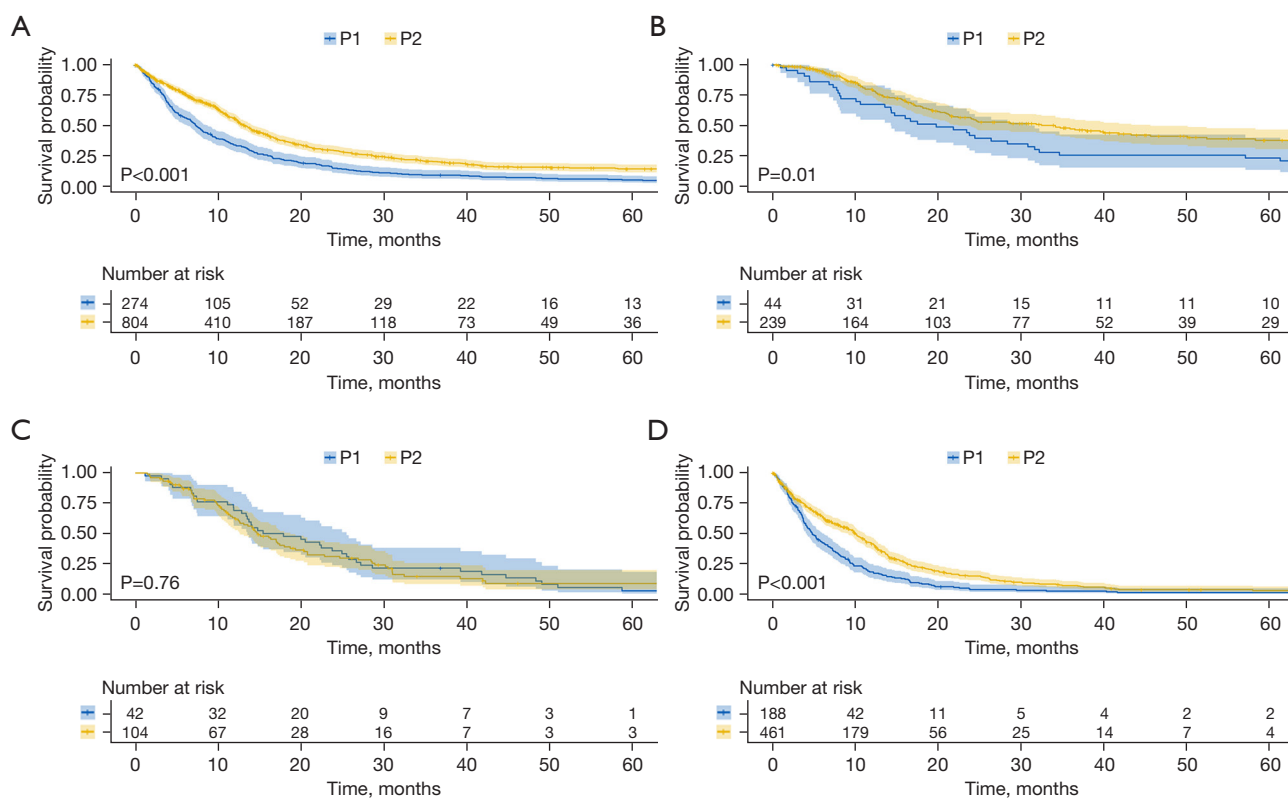 A
P1 P2
Survival probability
1.00
0.75
0.50
0.25
0.00
P<0.001
0 10 20 30 40 50 60
Time, months
Number at risk
274 105 52 29 22 16 13
804 410 187 118 73 49 36
0 10 20 30 40 50 60
Time, months
B
P1 P2
Survival probability
1.00
0.75
0.50
0.25
0.00
P=0.01
0 10 20 30 40 50 60
Time, months
Number at risk
44 31 21 15 11 11 10
239 164 103 77 52 39 29
0 10 20 30 40 50 60
Time, months
C
P1 P2
Survival probability
1.00
0.75
0.50
0.25
0.00
P=0.76
0 10 20 30 40 50 60
Time, months
Number at risk
42 32 20 9 7 3 1
104 67 28 16 7 3 3
0 10 20 30 40 50 60
Time, months
D
P1 P2
Survival probability
1.00
0.75
0.50
0.25
0.00
P<0.001
0 10 20 30 40 50 60
Time, months
Number at risk
188 42 11 5 4 2 2
461 179 56 25 14 7 4
0 10 20 30 40 50 60
Time, months